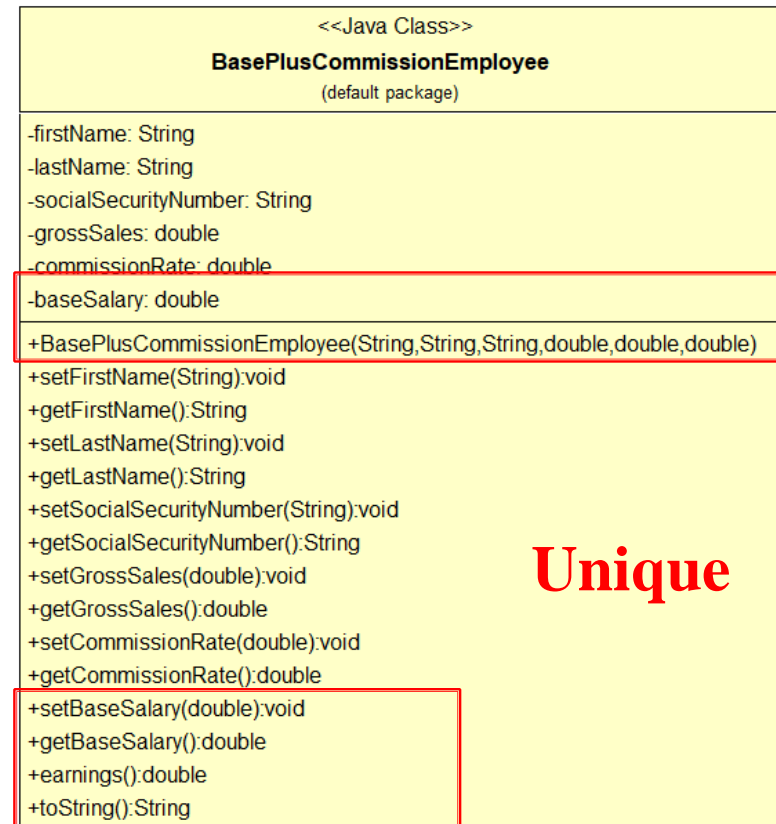 <<Java Class>>
BasePlusCommissionEmployee
(default package)
-firstName: String
-lastName: String
-socialSecurityNumber: String
-grossSales: double
-commissionRate: double
-baseSalary: double
+BasePlusCommissionEmployee(String,String,String,double,double,double)
+setFirstName(String):void
+getFirstName():String
+setLastName(String):void
+getLastName():String
+setSocialSecurityNumber(String):void
+getSocialSecurityNumber():String
+setGrossSales(double):void
Unique
+getGrossSales():double
+setCommissionRate(double):void
+getCommissionRate():double
+setBaseSalary(double):void
+getBaseSalary():double
+earnings():double
+toString():String